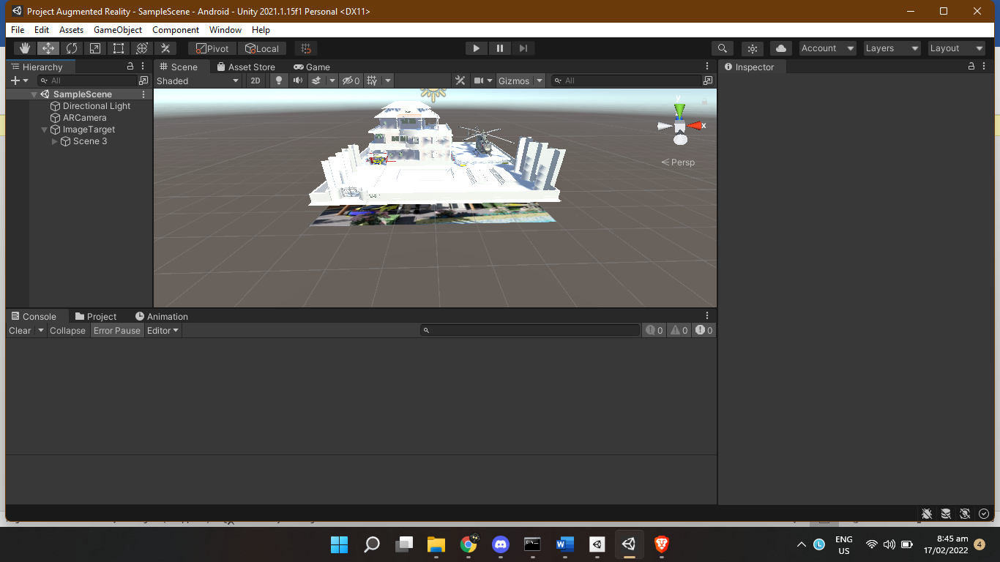 Project Augmented Reality - SampleScene - Android - Unity 2021.1.15f1 Personal <DX11>
File Edit Assets GameObject Component Window Help
Pivot Local Account Layers Layout
Hierarchy
All
SampleScene
Directional Light
ARCamera
ImageTarget
Scene 3
Scene Asset Store Game
Shaded 2D 0 Gizmos All
y
x
Persp
Inspector
Console Project Animation
Clear Collapse Error Pause Editor 0 0 0
L
ENG
US
8:45 am
17/02/2022
4